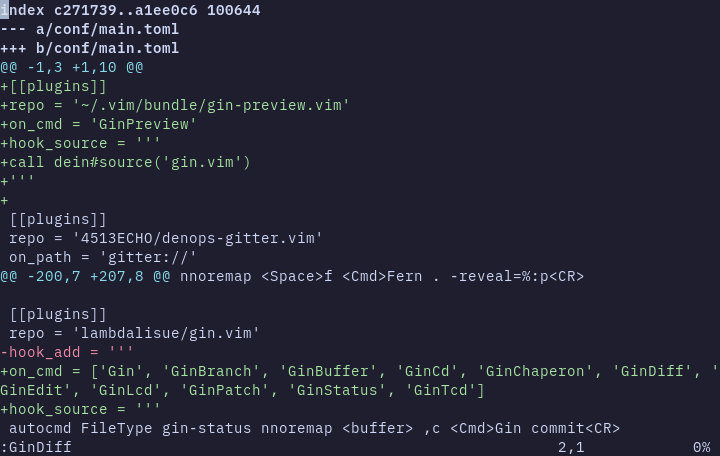 index c271739..a1ee0c6 100644
--- a/conf/main.toml
+++ b/conf/main.toml
@@ -1,3 +1,10 @@
+[[plugins]]
+repo = '~/.vim/bundle/gin-preview.vim'
+on_cmd = 'GinPreview'
+hook_source = '''
+call dein#source('gin.vim')
+'''
+
 [[plugins]]
 repo = '4513ECHO/denops-gitter.vim'
 on_path = 'gitter://'
@@ -200,7 +207,8 @@ nnoremap <Space>f <Cmd>Fern . -reveal=%:p<CR>

 [[plugins]]
 repo = 'lambdalisue/gin.vim'
-hook_add = '''
+on_cmd = ['Gin', 'GinBranch', 'GinBuffer', 'GinCd', 'GinChaperon', 'GinDiff', '
GinEdit', 'GinLcd', 'GinPatch', 'GinStatus', 'GinTcd']
+hook_source = '''
 autocmd FileType gin-status nnoremap <buffer> ,c <Cmd>Gin commit<CR>
:GinDiff 2,1 0%